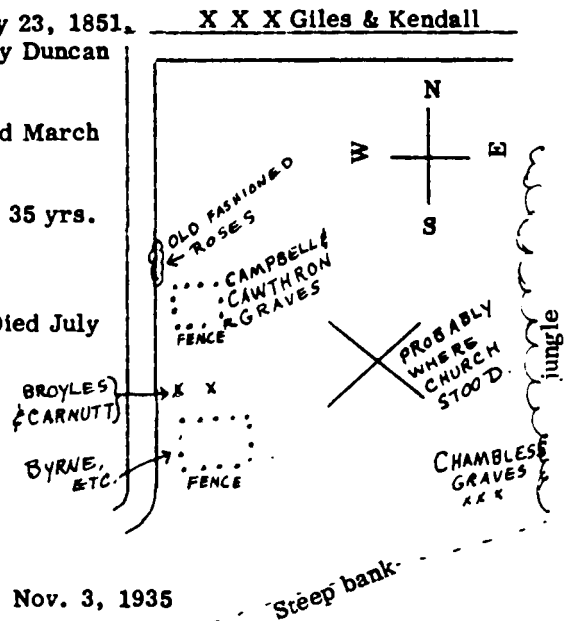 y 23, 1851.
X X X Giles & Kendall
y Duncan
N
d March
W
E
35 yrs.
S
OLD FASHIONED
ROSES
CAMPBELL &
CAWTHRON
GRAVES
FENCE
Died July
PROBABLY
WHERE
CHURCH
STOOD.
jungle
BROYLES
& CARNUTT
x x
BYRNE,
ETC.
FENCE
CHAMBLESS
GRAVES
x x x
Steep bank
Nov. 3, 1935